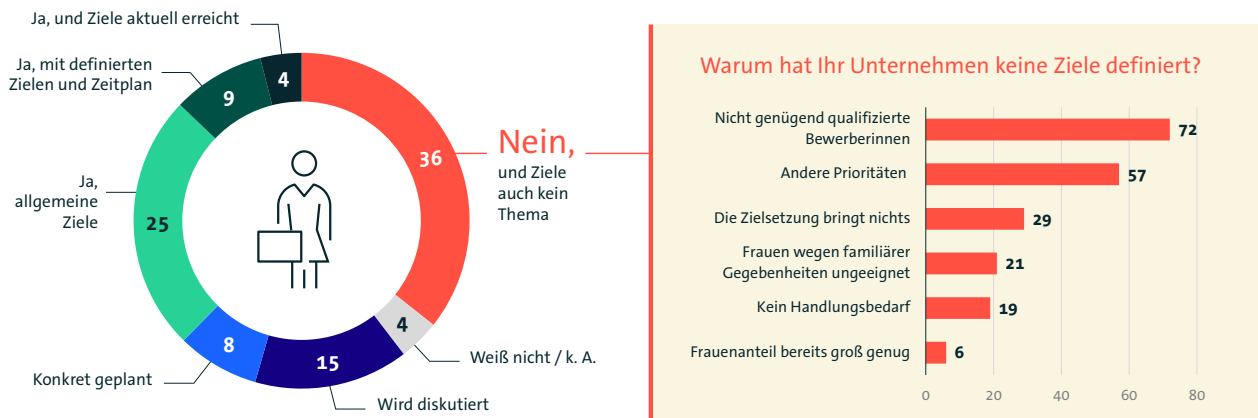 Ja, und Ziele aktuell erreicht
Ja, mit definierten
Zielen und Zeitplan
4
9
36
Nein,
und Ziele
auch kein
Thema
Ja,
allgemeine
Ziele
25
4
Weiß nicht / k. A.
8
15
Konkret geplant
Wird diskutiert
Warum hat Ihr Unternehmen keine Ziele definiert?
Nicht genügend qualifizierte
Bewerberinnen
72
Andere Prioritäten
57
Die Zielsetzung bringt nichts
29
Frauen wegen familiärer
Gegebenheiten ungeeignet
21
Kein Handlungsbedarf
19
Frauenanteil bereits groß genug
6
0 20 40 60 80